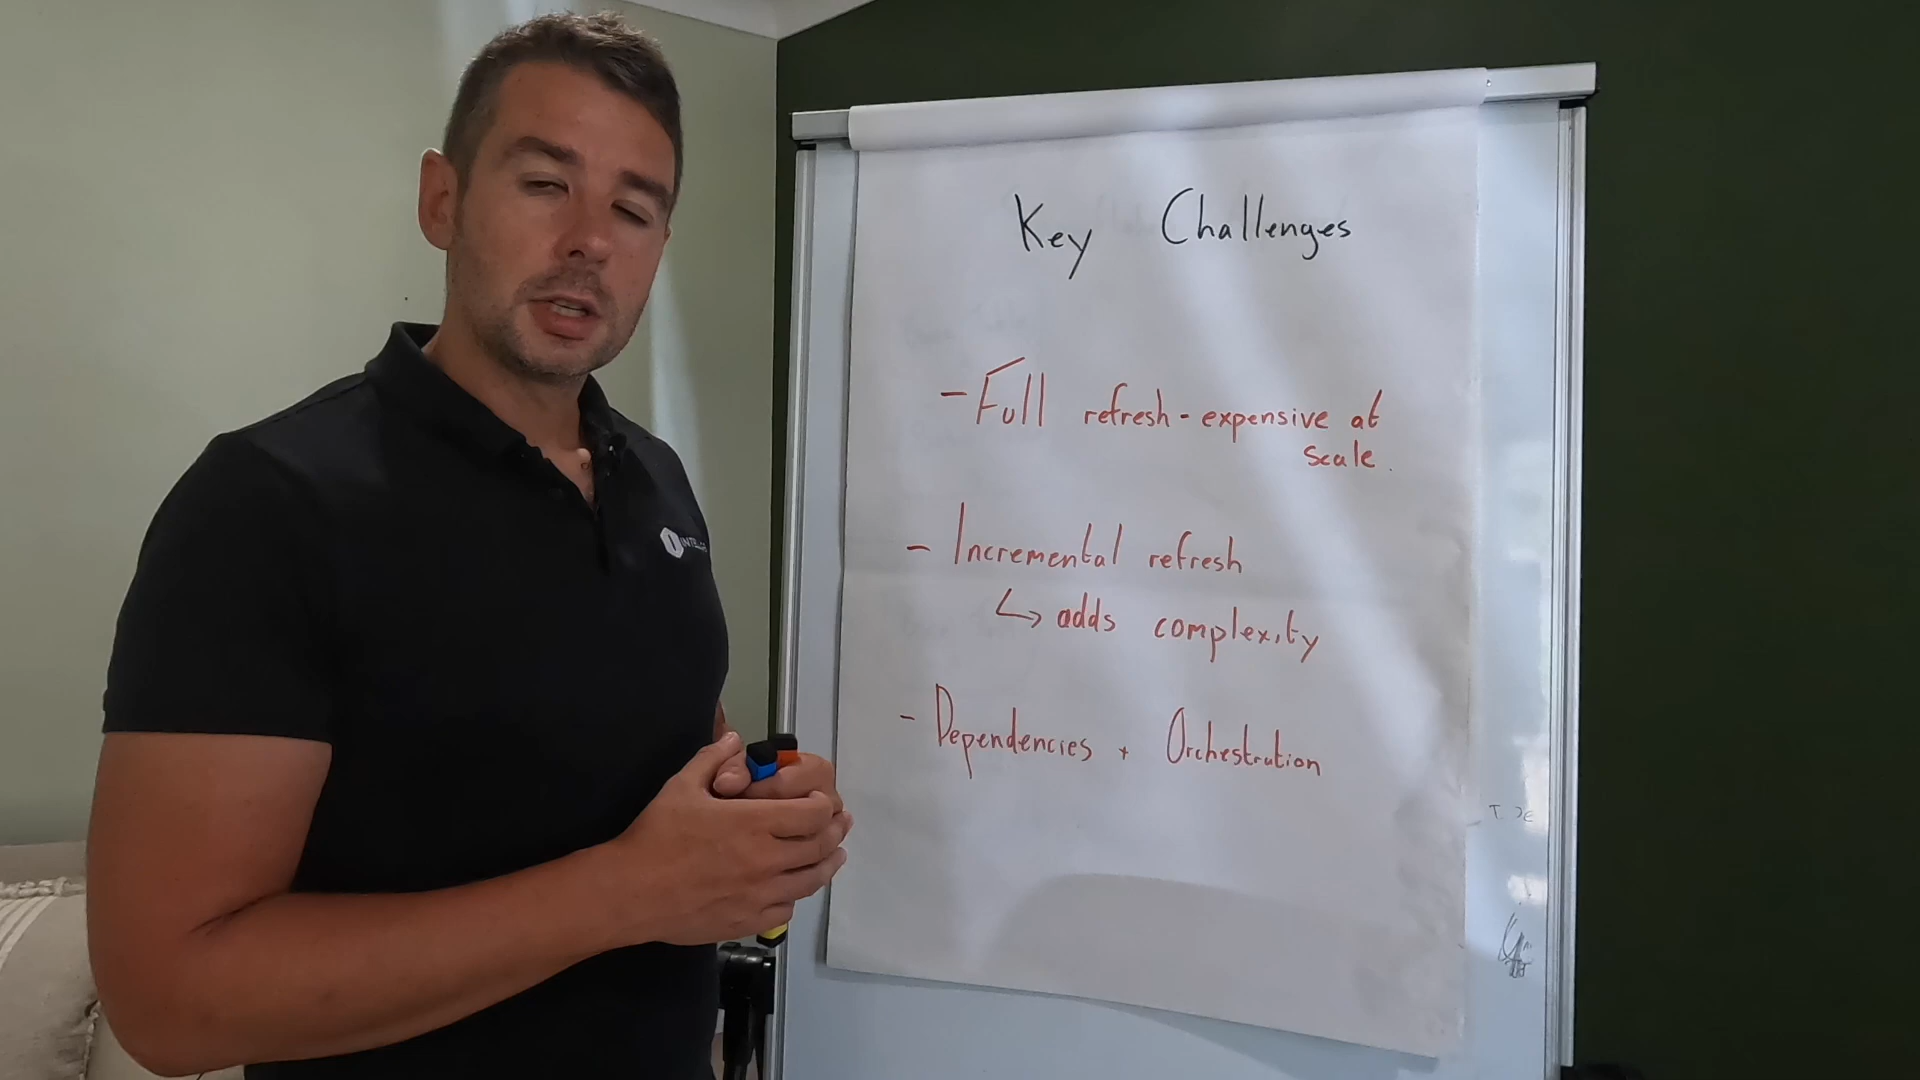 Key Challenges
- Full refresh - expensive at
scale.
- Incremental refresh
↳ adds complexity
- Dependencies + Orchestration